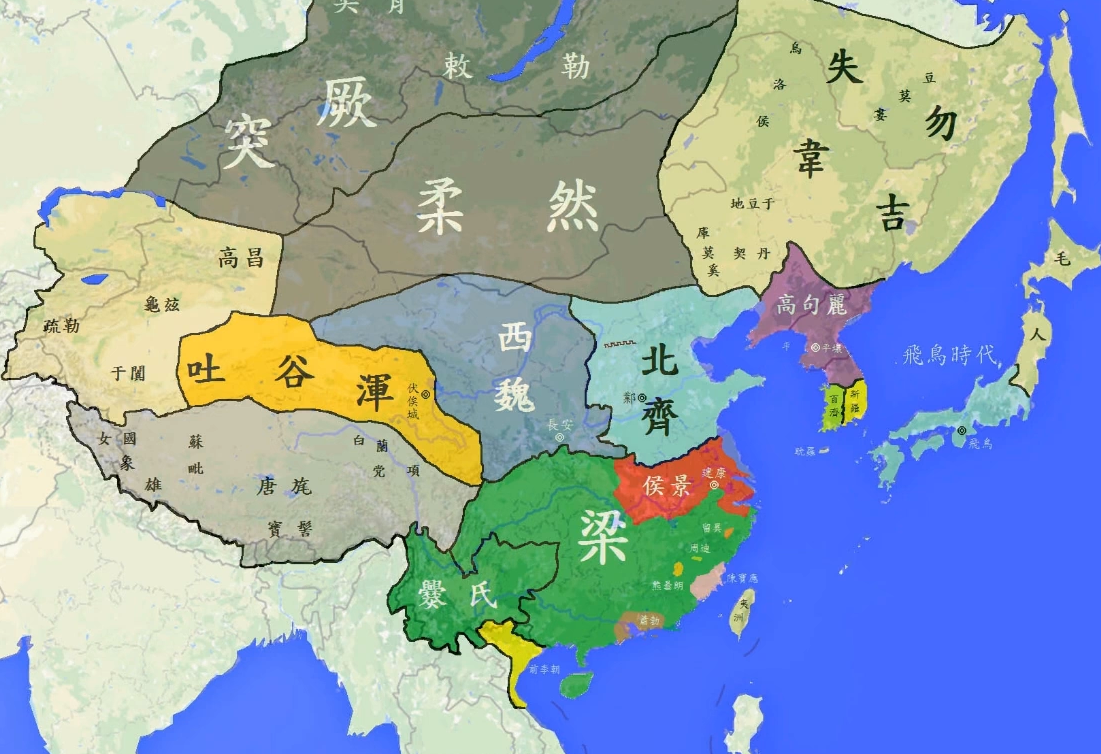 突厥
敕勒
柔然
烏洛侯
失韋
豆莫婁
勿吉
地豆于
庫莫奚
契丹
高昌
龜兹
疏勒
于闐
吐谷渾
伏俟城
西魏
長安
北齊
鄴
高句麗
平壤
百濟
新羅
耽羅
飛鳥時代
飛鳥
毛
人
女國
象雄
蘇毗
白蘭
党項
唐旄
寶髻
侯景
建康
梁
爨氏
留異
周迪
熊曇朗
陳寶應
蕭勃
夷洲
前李朝